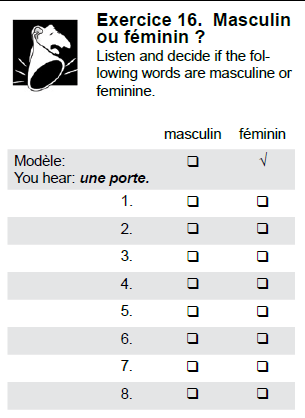 Exercice 16. Masculin
ou féminin ?
Listen and decide if the fol-
lowing words are masculine or
feminine.
masculin féminin
Modèle: ❑ √
You hear: une porte.
1. ❑ ❑
2. ❑ ❑
3. ❑ ❑
4. ❑ ❑
5. ❑ ❑
6. ❑ ❑
7. ❑ ❑
8. ❑ ❑